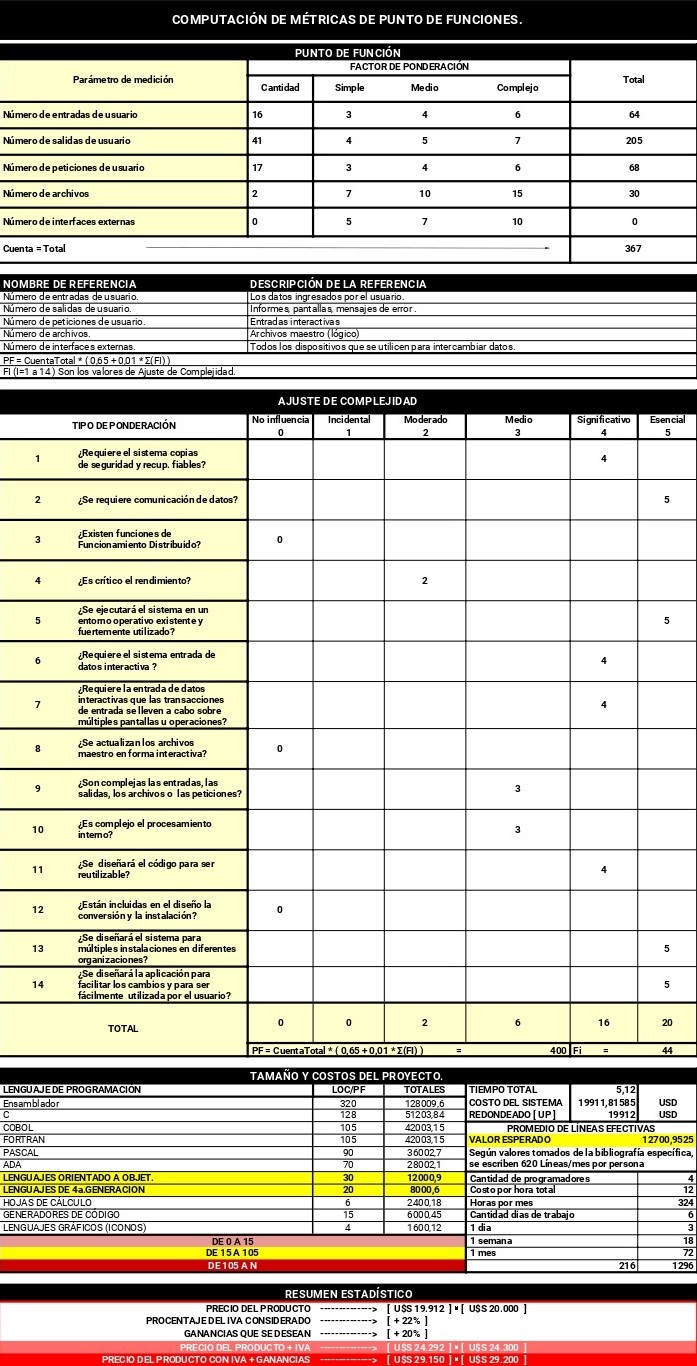 COMPUTACIÓN DE MÉTRICAS DE PUNTO DE FUNCIONES.
PUNTO DE FUNCIÓN
Parámetro de medición FACTOR DE PONDERACIÓN Total
Cantidad Simple Medio Complejo
Número de entradas de usuario 16 3 4 6 64
Número de salidas de usuario 41 4 5 7 205
Número de peticiones de usuario 17 3 4 6 68
Número de archivos 2 7 10 15 30
Número de interfaces externas 0 5 7 10 0
Cuenta = Total 367
NOMBRE DE REFERENCIA DESCRIPCIÓN DE LA REFERENCIA
Número de entradas de usuario. Los datos ingresados por el usuario.
Número de salidas de usuario. Informes, pantallas, mensajes de error .
Número de peticiones de usuario. Entradas interactivas
Número de archivos. Archivos maestro (lógico)
Número de interfaces externas. Todos los dispositivos que se utilicen para intercambiar datos.
PF = CuentaTotal * ( 0,65 + 0,01 * Σ(FI) )
FI (I=1 a 14 ) Son los valores de Ajuste de Complejidad.
AJUSTE DE COMPLEJIDAD
TIPO DE PONDERACIÓN No influencia Incidental Moderado Medio Significativo Esencial
0 1 2 3 4 5
1 ¿Requiere el sistema copias
de seguridad y recup. fiables? 4
2 ¿Se requiere comunicación de datos? 5
3 ¿Existen funciones de
Funcionamiento Distribuido? 0
4 ¿Es crítico el rendimiento? 2
5 ¿Se ejecutará el sistema en un
entorno operativo existente y
fuertemente utilizado? 5
6 ¿Requiere el sistema entrada de
datos interactiva ? 4
7 ¿Requiere la entrada de datos
interactivas que las transacciones
de entrada se lleven a cabo sobre
múltiples pantallas u operaciones? 4
8 ¿Se actualizan los archivos
maestro en forma interactiva? 0
9 ¿Son complejas las entradas, las
salidas, los archivos o las peticiones? 3
10 ¿Es complejo el procesamiento
interno? 3
11 ¿Se diseñará el código para ser
reutilizable? 4
12 ¿Están incluidas en el diseño la
conversión y la instalación? 0
13 ¿Se diseñará el sistema para
múltiples instalaciones en diferentes
organizaciones? 5
14 ¿Se diseñará la aplicación para
facilitar los cambios y para ser
fácilmente utilizada por el usuario? 5
TOTAL 0 0 2 6 16 20
PF = CuentaTotal * ( 0,65 + 0,01 * Σ(FI) ) = 400 Fi = 44
TAMAÑO Y COSTOS DEL PROYECTO.
LENGUAJE DE PROGRAMACIÓN LOC/PF TOTALES TIEMPO TOTAL 5,12
Ensamblador 320 128009,6 COSTO DEL SISTEMA 19911,81585 USD
C 128 51203,84 REDONDEADO [ UP ] 19912 USD
COBOL 105 42003,15 PROMEDIO DE LÍNEAS EFECTIVAS
FORTRAN 105 42003,15 VALOR ESPERADO 12700,9525
PASCAL 90 36002,7 Según valores tomados de la bibliografía específica,
ADA 70 28002,1 se escriben 620 Líneas/mes por persona
LENGUAJES ORIENTADO A OBJET. 30 12000,9 Cantidad de programadores 4
LENGUAJES DE 4a.GENERACION 20 8000,6 Costo por hora total 12
HOJAS DE CÁLCULO 6 2400,18 Horas por mes 324
GENERADORES DE CÓDIGO 15 6000,45 Cantidad días de trabajo 6
LENGUAJES GRÁFICOS (ICONOS) 4 1600,12 1 dia 3
DE 0 A 15 1 semana 18
DE 15 A 105 1 mes 72
DE 105 A N 216 1296
RESUMEN ESTADÍSTICO
PRECIO DEL PRODUCTO --------------> [ U$S 19.912 ] ≈ [ U$S 20.000 ]
PROCENTAJE DEL IVA CONSIDERADO --------------> [ + 22% ]
GANANCIAS QUE SE DESEAN --------------> [ + 20% ]
PRECIO DEL PRODUCTO + IVA --------------> [ U$S 24.292 ] ≈ [ U$S 24.300 ]
PRECIO DEL PRODUCTO CON IVA + GANANCIAS --------------> [ U$S 29.150 ] ≈ [ U$S 29.200 ]